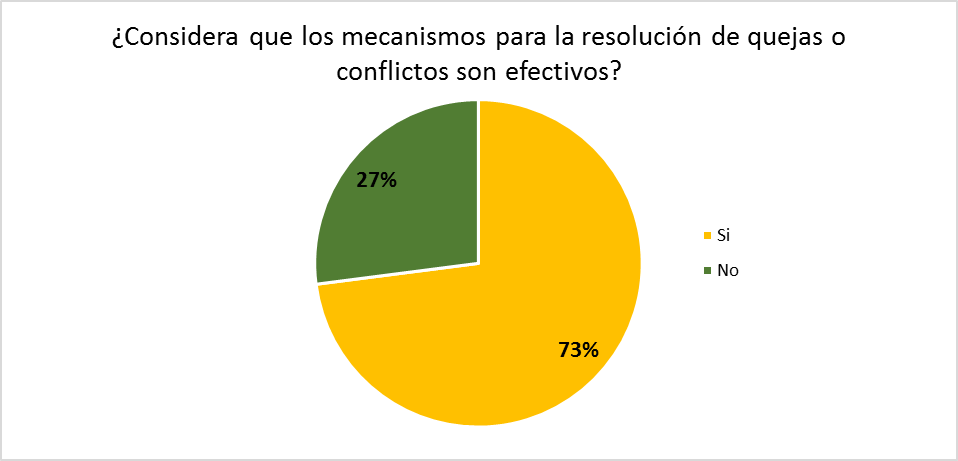 ¿Considera que los mecanismos para la resolución de quejas o
conflictos son efectivos?
27%
73%
Si
No